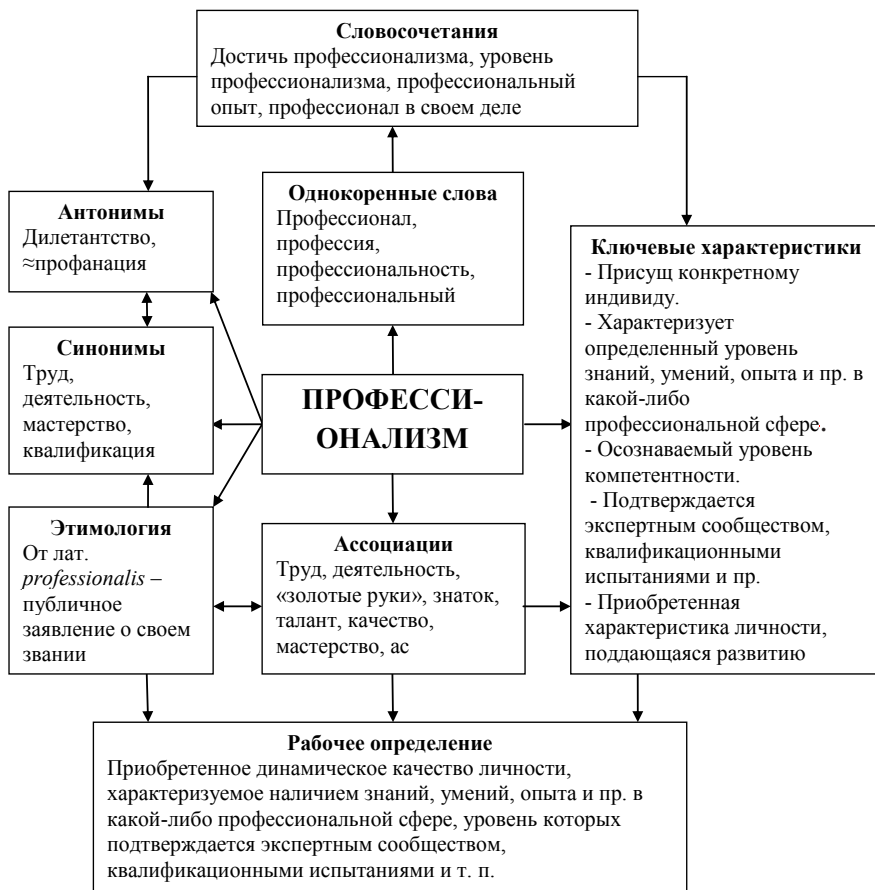 Словосочетания
Достичь профессионализма, уровень
профессионализма, профессиональный
опыт, профессионал в своем деле
Антонимы
Дилетантство,
≈профанация
Однокоренные слова
Профессионал,
профессия,
профессиональность,
профессиональный
Ключевые характеристики
- Присущ конкретному
индивиду.
- Характеризует
определенный уровень
знаний, умений, опыта и пр. в
какой-либо
профессиональной сфере.
- Осознаваемый уровень
компетентности.
- Подтверждается
экспертным сообществом,
квалификационными
испытаниями и пр.
- Приобретенная
характеристика личности,
поддающаяся развитию
Синонимы
Труд,
деятельность,
мастерство,
квалификация
ПРОФЕССИ-
ОНАЛИЗМ
Этимология
От лат.
professionalis –
публичное
заявление о своем
звании
Ассоциации
Труд, деятельность,
«золотые руки», знаток,
талант, качество,
мастерство, ас
Рабочее определение
Приобретенное динамическое качество личности,
характеризуемое наличием знаний, умений, опыта и пр. в
какой-либо профессиональной сфере, уровень которых
подтверждается экспертным сообществом,
квалификационными испытаниями и т. п.